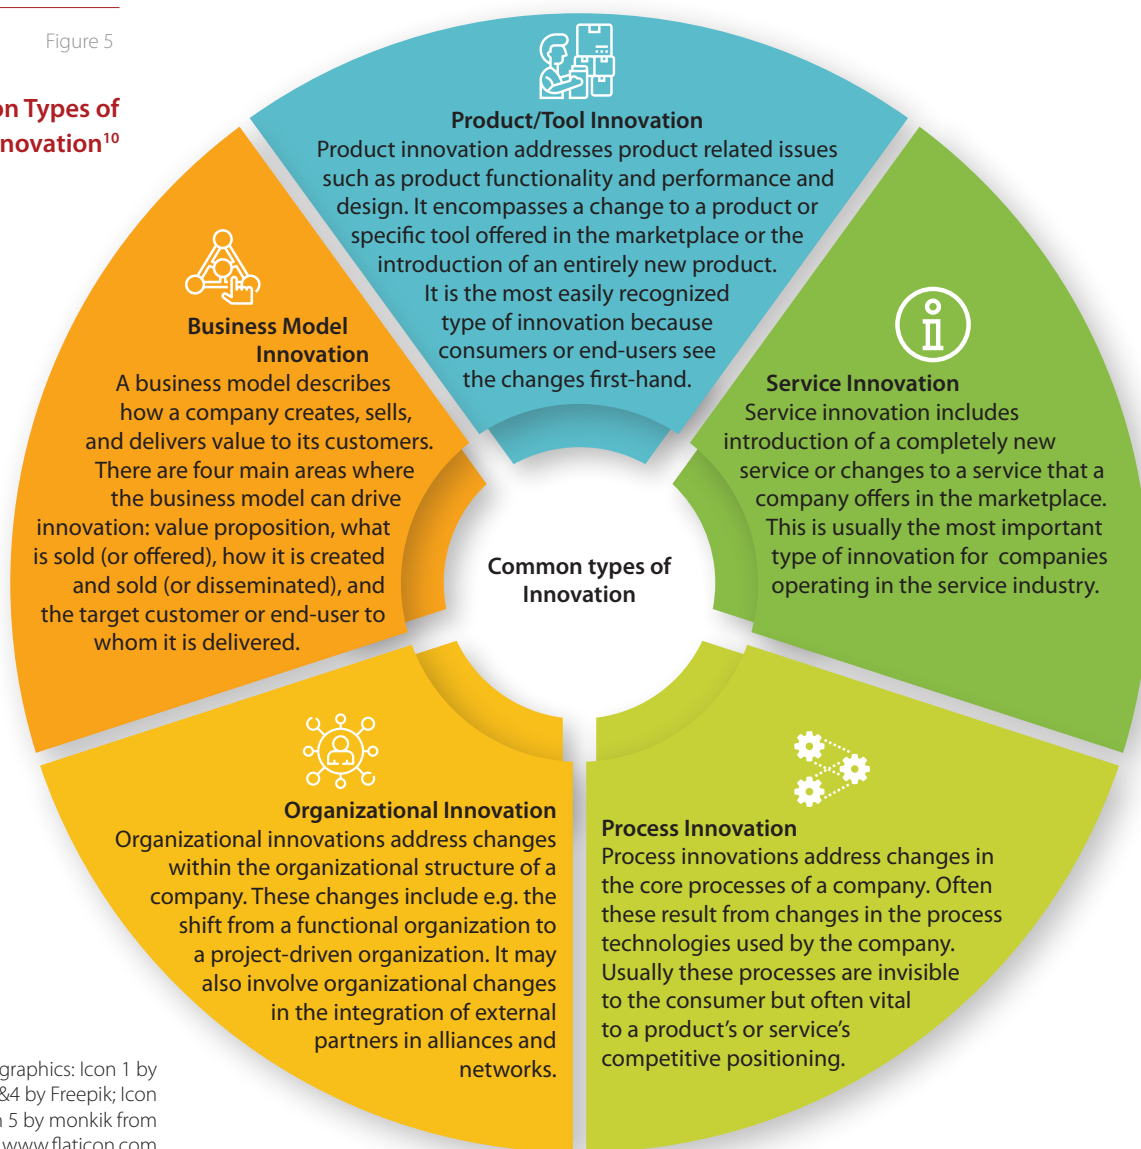 Figure 5
on Types of
novation10
Product/Tool Innovation
Product innovation addresses product related issues
such as product functionality and performance and
design. It encompasses a change to a product or
specific tool offered in the marketplace or the
introduction of an entirely new product.
It is the most easily recognized
type of innovation because
consumers or end-users see
the changes first-hand.
Service Innovation
Service innovation includes
introduction of a completely new
service or changes to a service that a
company offers in the marketplace.
This is usually the most important
type of innovation for companies
operating in the service industry.
Process Innovation
Process innovations address changes in
the core processes of a company. Often
these result from changes in the process
technologies used by the company.
Usually these processes are invisible
to the consumer but often vital
to a product's or service's
competitive positioning.
Organizational Innovation
Organizational innovations address changes
within the organizational structure of a
company. These changes include e.g. the
shift from a functional organization to
a project-driven organization. It may
also involve organizational changes
in the integration of external
partners in alliances and
networks.
Business Model
Innovation
A business model describes
how a company creates, sells,
and delivers value to its customers.
There are four main areas where
the business model can drive
innovation: value proposition, what
is sold (or offered), how it is created
and sold (or disseminated), and
the target customer or end-user to
whom it is delivered.
Common types of
Innovation
graphics: Icon 1 by
&4 by Freepik; Icon
5 by monkik from
www.flaticon.com